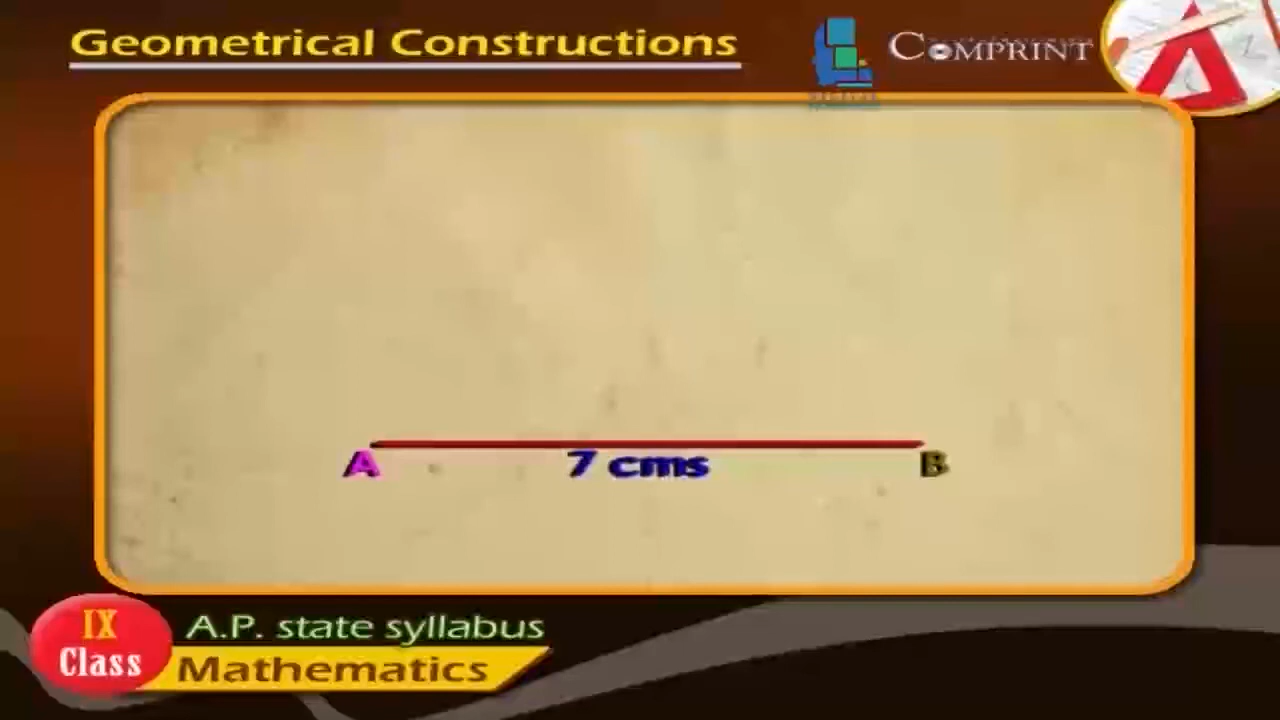 Geometrical Constructions
COMPRINT
A
7 cms
B
IX
Class
A.P. state syllabus
Mathematics